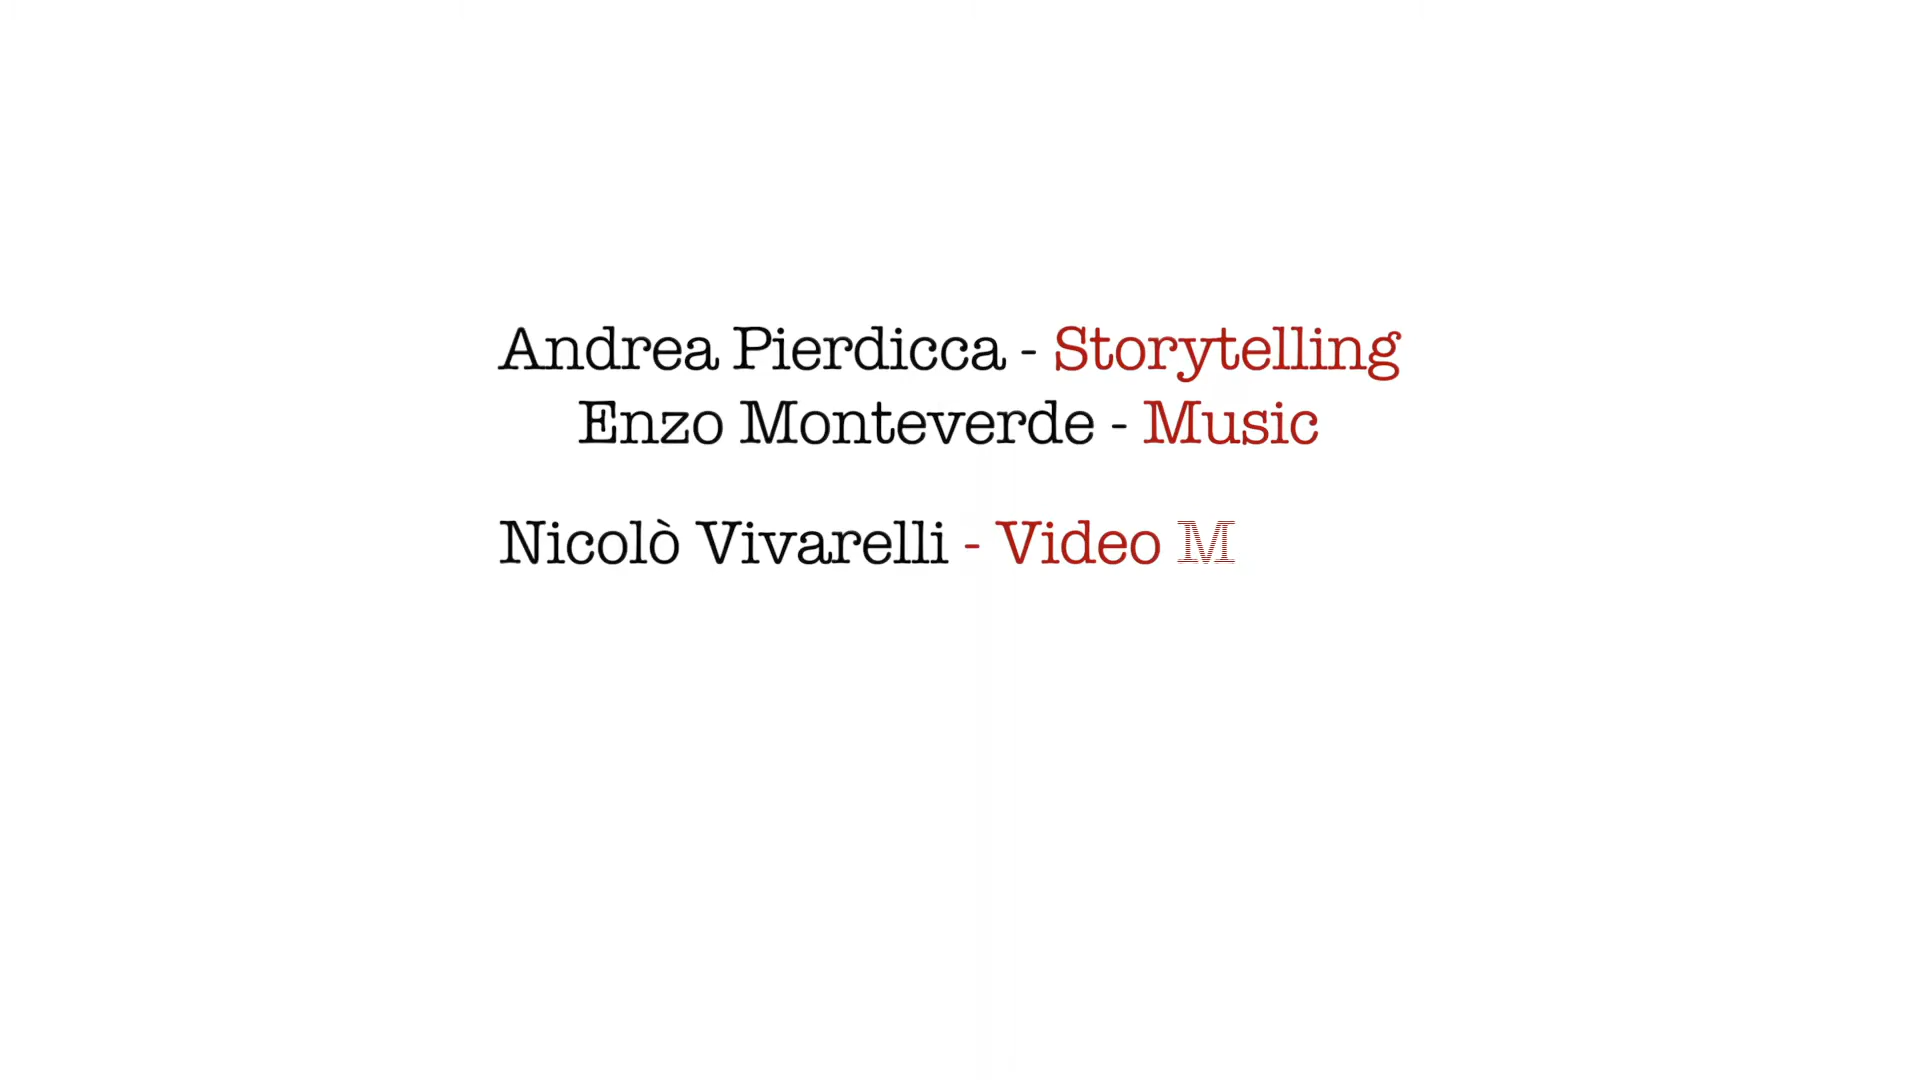 Andrea Pierdicca - Storytelling
Enzo Monteverde - Music
Nicolò Vivarelli - Video M